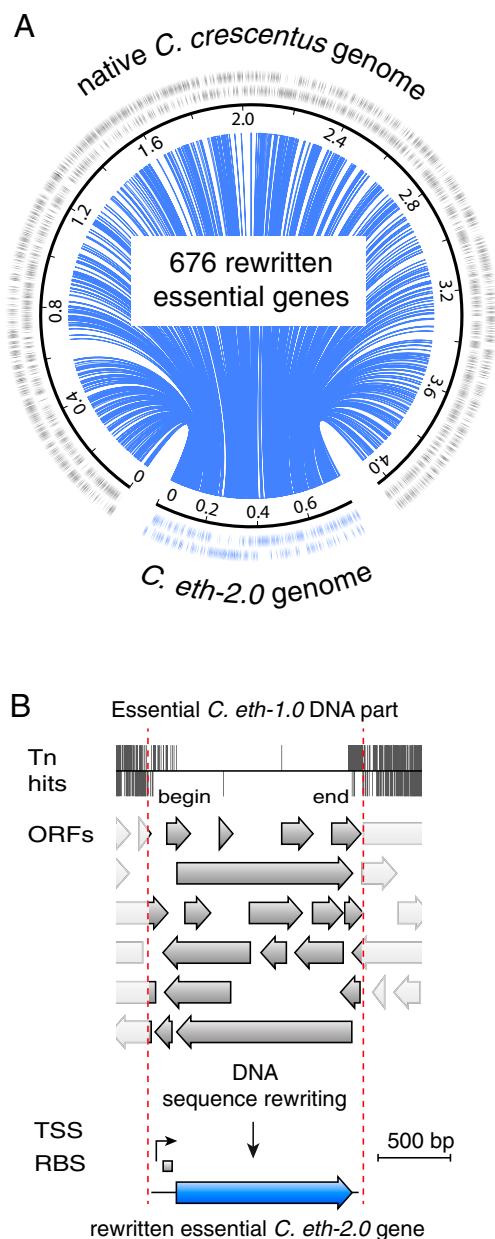 A
native C. crescentus genome
0
0.4
0.8
1.2
1.6
2.0
2.4
2.8
3.2
3.6
4.0
676 rewritten
essential genes
0
0.2
0.4
0.6
C. eth-2.0 genome
B
Essential C. eth-1.0 DNA part
Tn
hits
begin
end
ORFs
DNA
sequence rewriting
TSS
RBS
500 bp
rewritten essential C. eth-2.0 gene